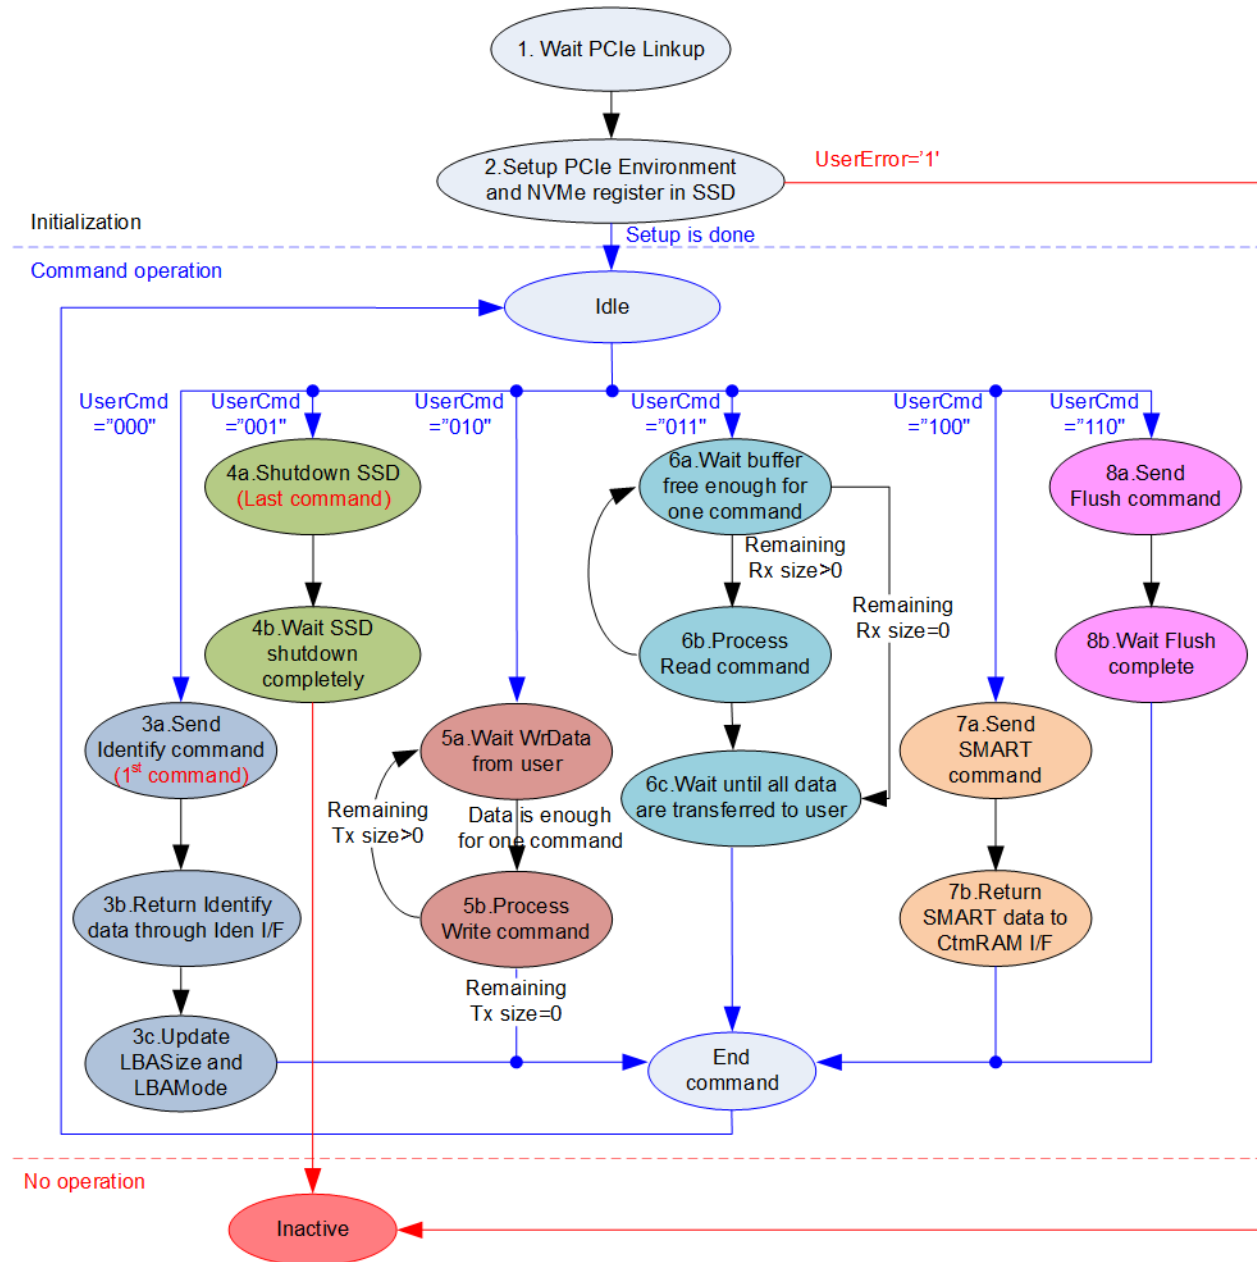 1. Wait PCIe Linkup
2.Setup PCIe Environment
and NVMe register in SSD
UserError='1'
Initialization
Setup is done
Command operation
Idle
UserCmd
="000"
UserCmd
="001"
UserCmd
="010"
UserCmd
="011"
UserCmd
="100"
UserCmd
="110"
4a.Shutdown SSD
(Last command)
6a.Wait buffer
free enough for
one command
8a.Send
Flush command
Remaining
Rx size>0
Remaining
Rx size=0
4b.Wait SSD
shutdown
completely
6b.Process
Read command
8b.Wait Flush
complete
3a.Send
Identify command
(1st command)
5a.Wait WrData
from user
6c.Wait until all data
are transferred to user
7a.Send
SMART
command
Remaining
Tx size>0
Data is enough
for one command
3b.Return Identify
data through Iden I/F
5b.Process
Write command
7b.Return
SMART data to
CtmRAM I/F
Remaining
Tx size=0
3c.Update
LBASize and
LBAMode
End
command
No operation
Inactive